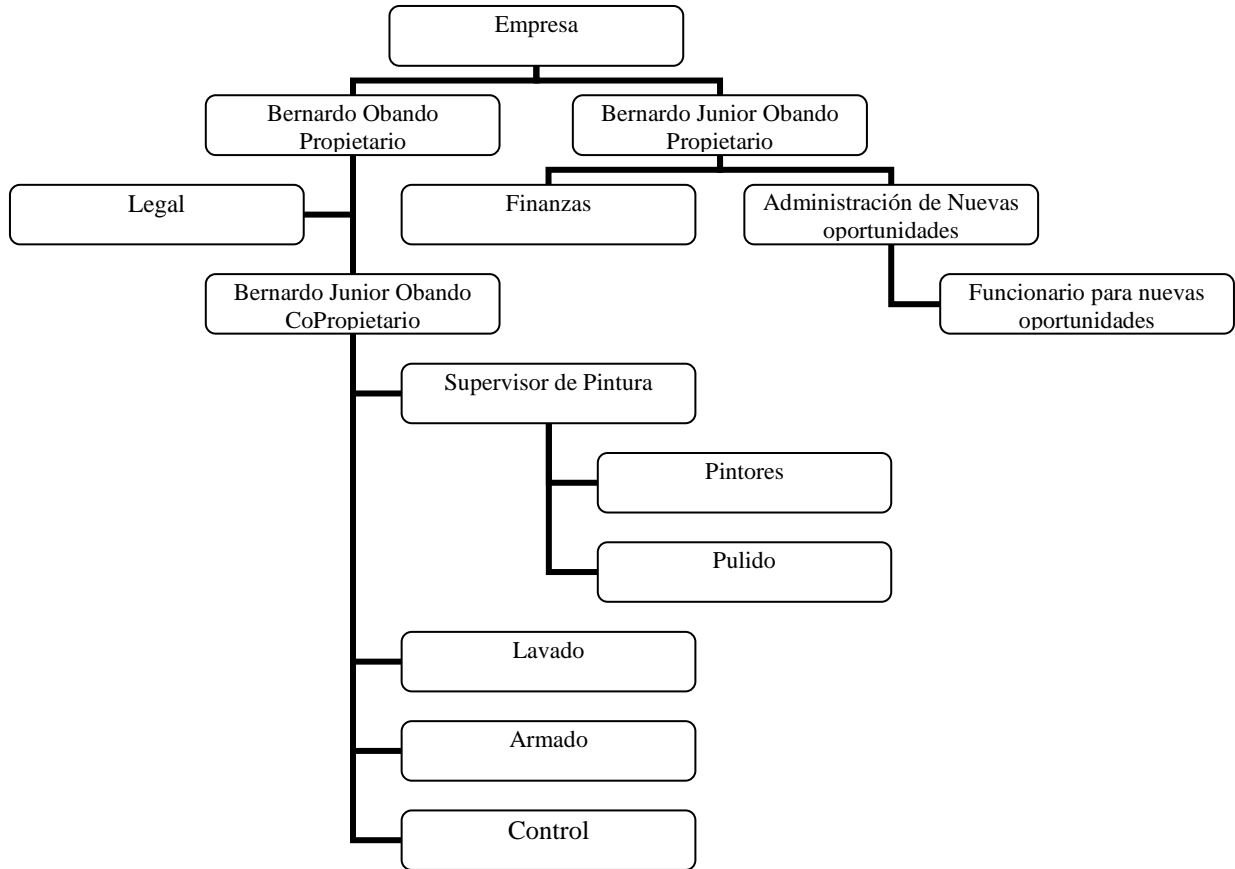 Empresa
Bernardo Obando
Propietario
Bernardo Junior Obando
Propietario
Legal
Finanzas
Administración de Nuevas
oportunidades
Bernardo Junior Obando
CoPropietario
Funcionario para nuevas
oportunidades
Supervisor de Pintura
Pintores
Pulido
Lavado
Armado
Control